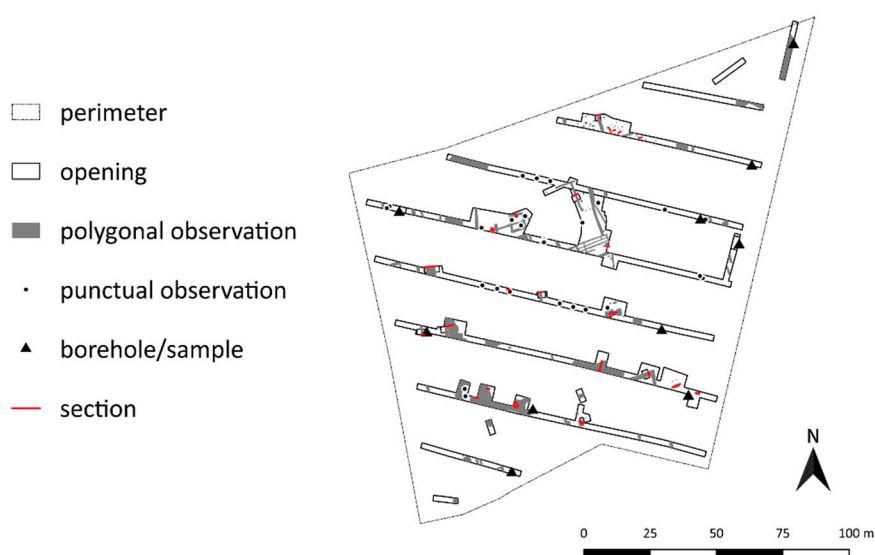 perimeter
opening
polygonal observation
punctual observation
borehole/sample
section
N
0 25 50 75 100 m